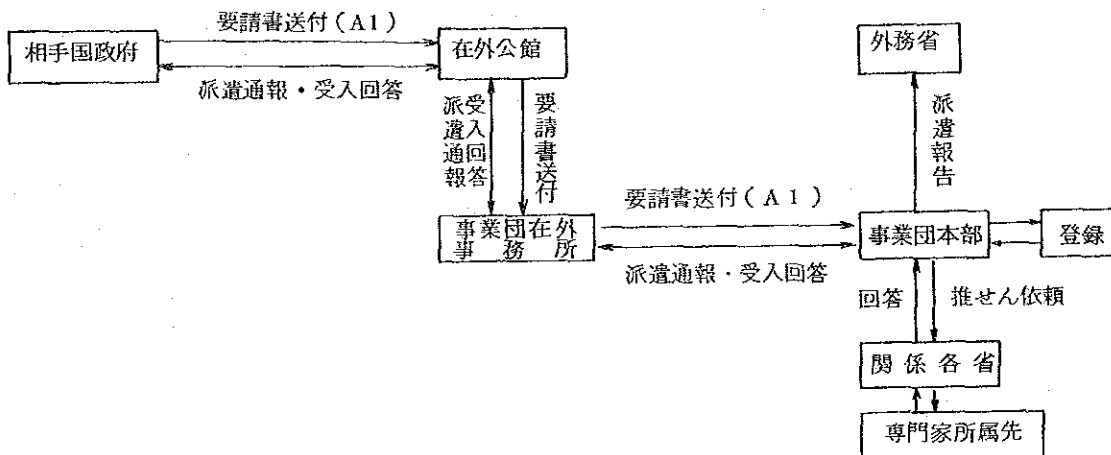 要請書送付(A1)
相手国政府
在外公館
外務省
派遣通報・受入回答
派遣通報
受入回答
要請書送付
派遣報告
要請書送付(A1)
事業団在外
事務所
事業団本部
登録
派遣通報・受入回答
回答
推せん依頼
関係各省
専門家所属先